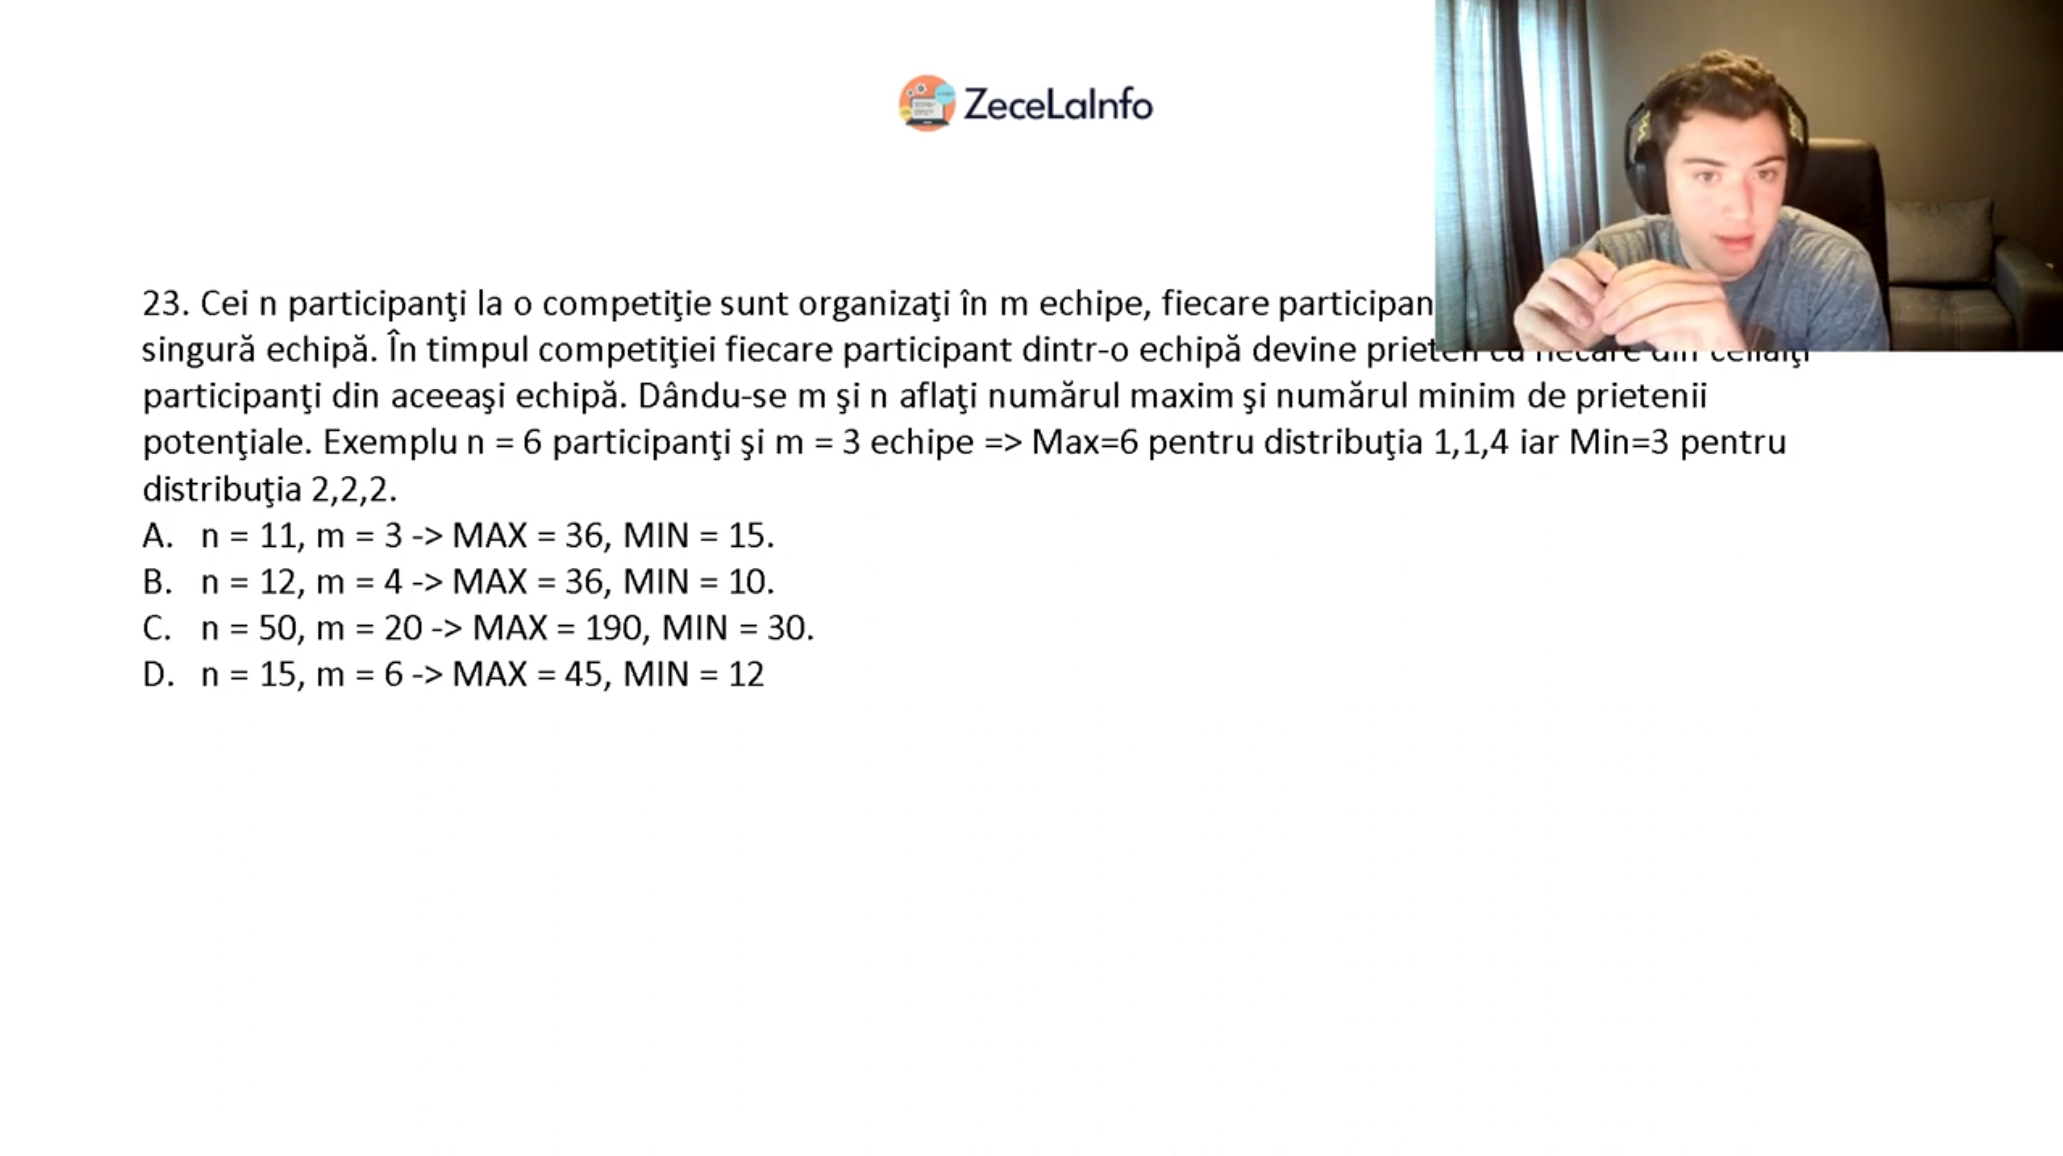 ZeceLaInfo
23. Cei n participanţi la o competiţie sunt organizaţi în m echipe, fiecare participan
singură echipă. În timpul competiţiei fiecare participant dintr-o echipă devine prieten cu fiecare din ceilalţi
participanţi din aceeaşi echipă. Dându-se m şi n aflaţi numărul maxim şi numărul minim de prietenii
potenţiale. Exemplu n = 6 participanţi şi m = 3 echipe => Max=6 pentru distribuţia 1,1,4 iar Min=3 pentru
distribuţia 2,2,2.
A. n = 11, m = 3 -> MAX = 36, MIN = 15.
B. n = 12, m = 4 -> MAX = 36, MIN = 10.
C. n = 50, m = 20 -> MAX = 190, MIN = 30.
D. n = 15, m = 6 -> MAX = 45, MIN = 12